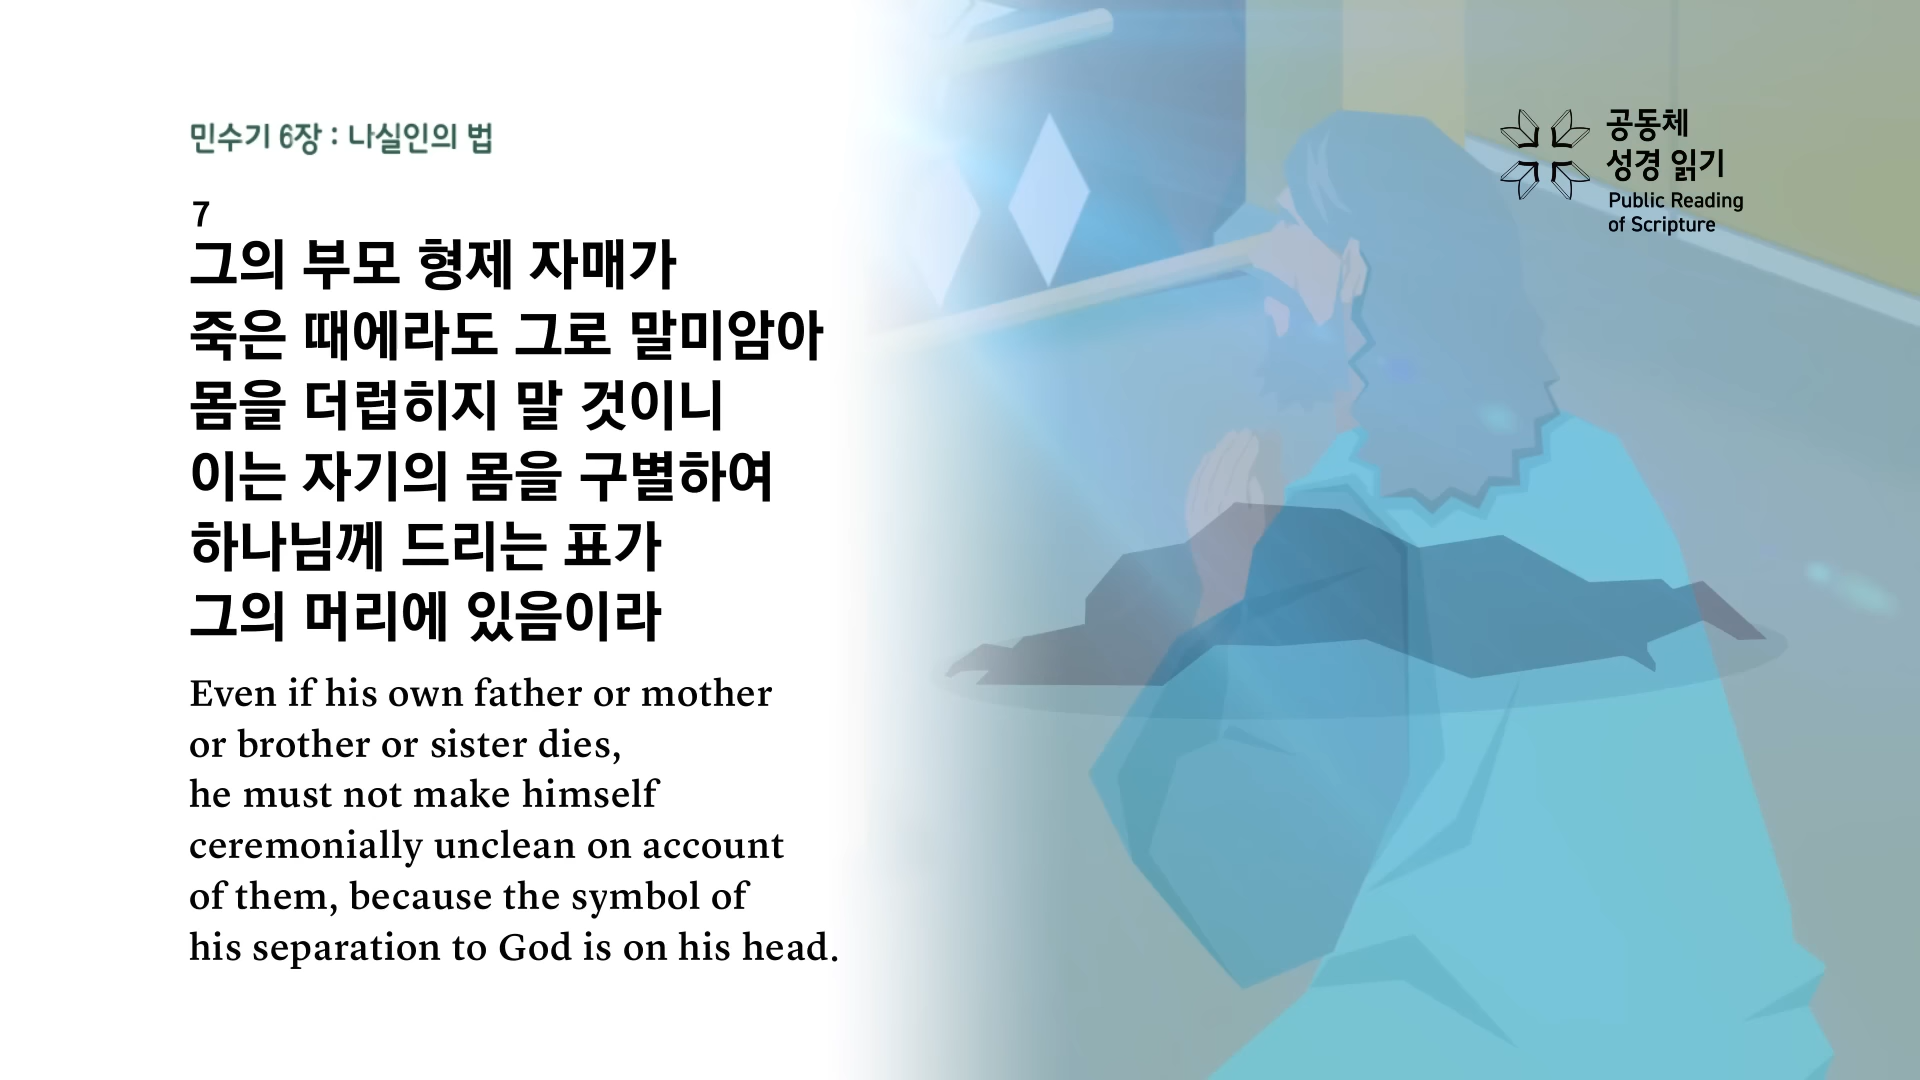 민수기 6장 : 나실인의 법
7
그의 부모 형제 자매가
죽은 때에라도 그로 말미암아
몸을 더럽히지 말 것이니
이는 자기의 몸을 구별하여
하나님께 드리는 표가
그의 머리에 있음이라
Even if his own father or mother
or brother or sister dies,
he must not make himself
ceremonially unclean on account
of them, because the symbol of
his separation to God is on his head.
공동체
성경 읽기
Public Reading
of Scripture